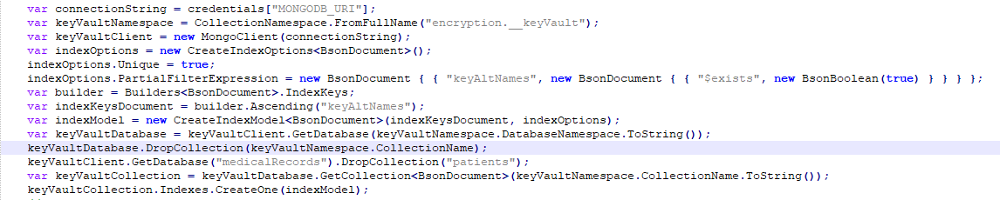 var connectionString = credentials["MONGODB_URI"];
var keyVaultNamespace = CollectionNamespace.FromFullName("encryption.__keyVault");
var keyVaultClient = new MongoClient(connectionString);
var indexOptions = new CreateIndexOptions<BsonDocument>();
indexOptions.Unique = true;
indexOptions.PartialFilterExpression = new BsonDocument { { "keyAltNames", new BsonDocument { { "$exists", new BsonBoolean(true) } } } };
var builder = Builders<BsonDocument>.IndexKeys;
var indexKeysDocument = builder.Ascending("keyAltNames");
var indexModel = new CreateIndexModel<BsonDocument>(indexKeysDocument, indexOptions);
var keyVaultDatabase = keyVaultClient.GetDatabase(keyVaultNamespace.DatabaseNamespace.ToString());
keyVaultDatabase.DropCollection(keyVaultNamespace.CollectionName);
keyVaultClient.GetDatabase("medicalRecords").DropCollection("patients");
var keyVaultCollection = keyVaultDatabase.GetCollection<BsonDocument>(keyVaultNamespace.CollectionName.ToString());
keyVaultCollection.Indexes.CreateOne(indexModel);